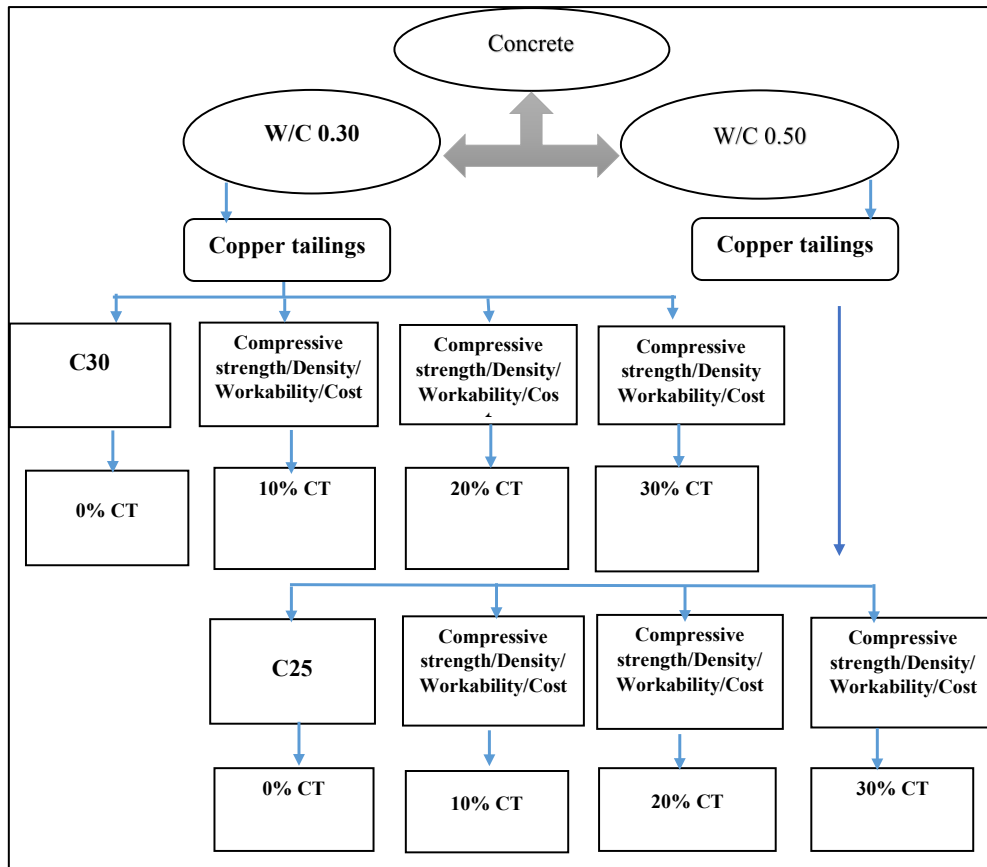 Concrete
W/C 0.30
W/C 0.50
Copper tailings
Copper tailings
C30
Compressive
strength/Density/
Workability/Cost
Compressive
strength/Density/
Workability/Cos
Compressive
strength/Density
Workability/Cost
0% CT
10% CT
20% CT
30% CT
C25
Compressive
strength/Density/
Workability/Cost
Compressive
strength/Density/
Workability/Cost
Compressive
strength/Density/
Workability/Cost
0% CT
10% CT
20% CT
30% CT